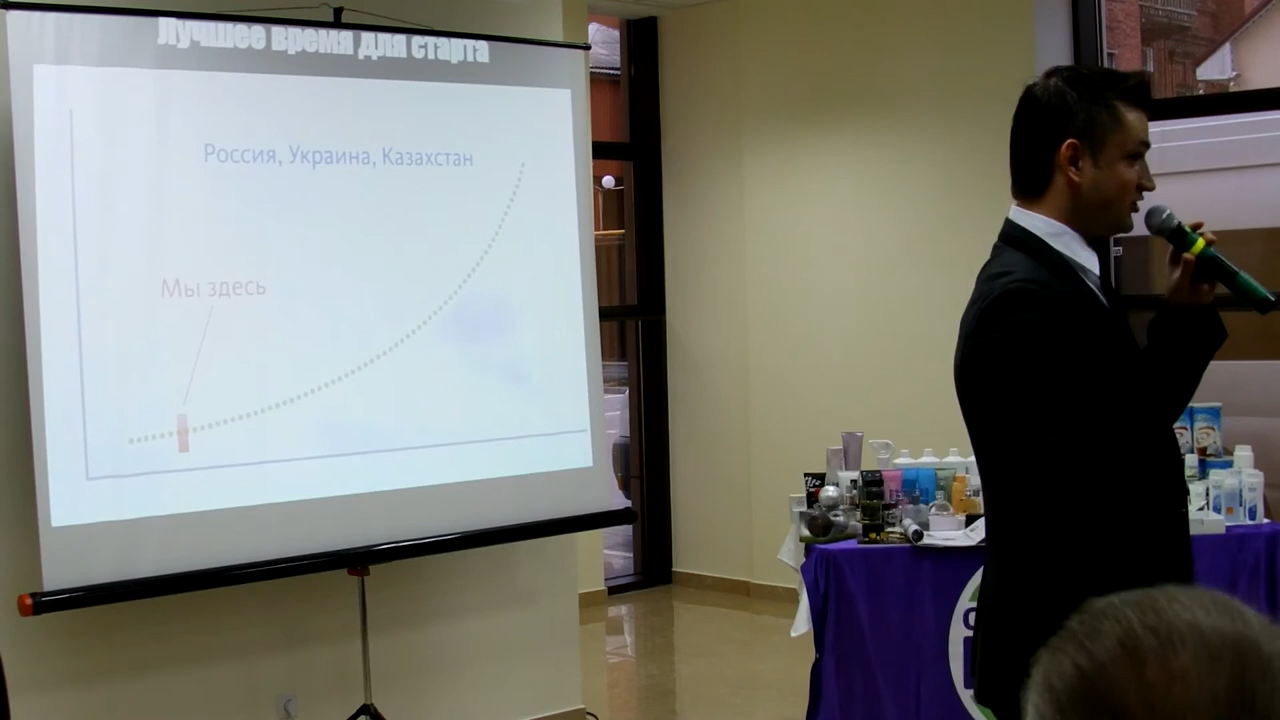 Лучшее время для старта
Россия, Украина, Казахстан
Мы здесь